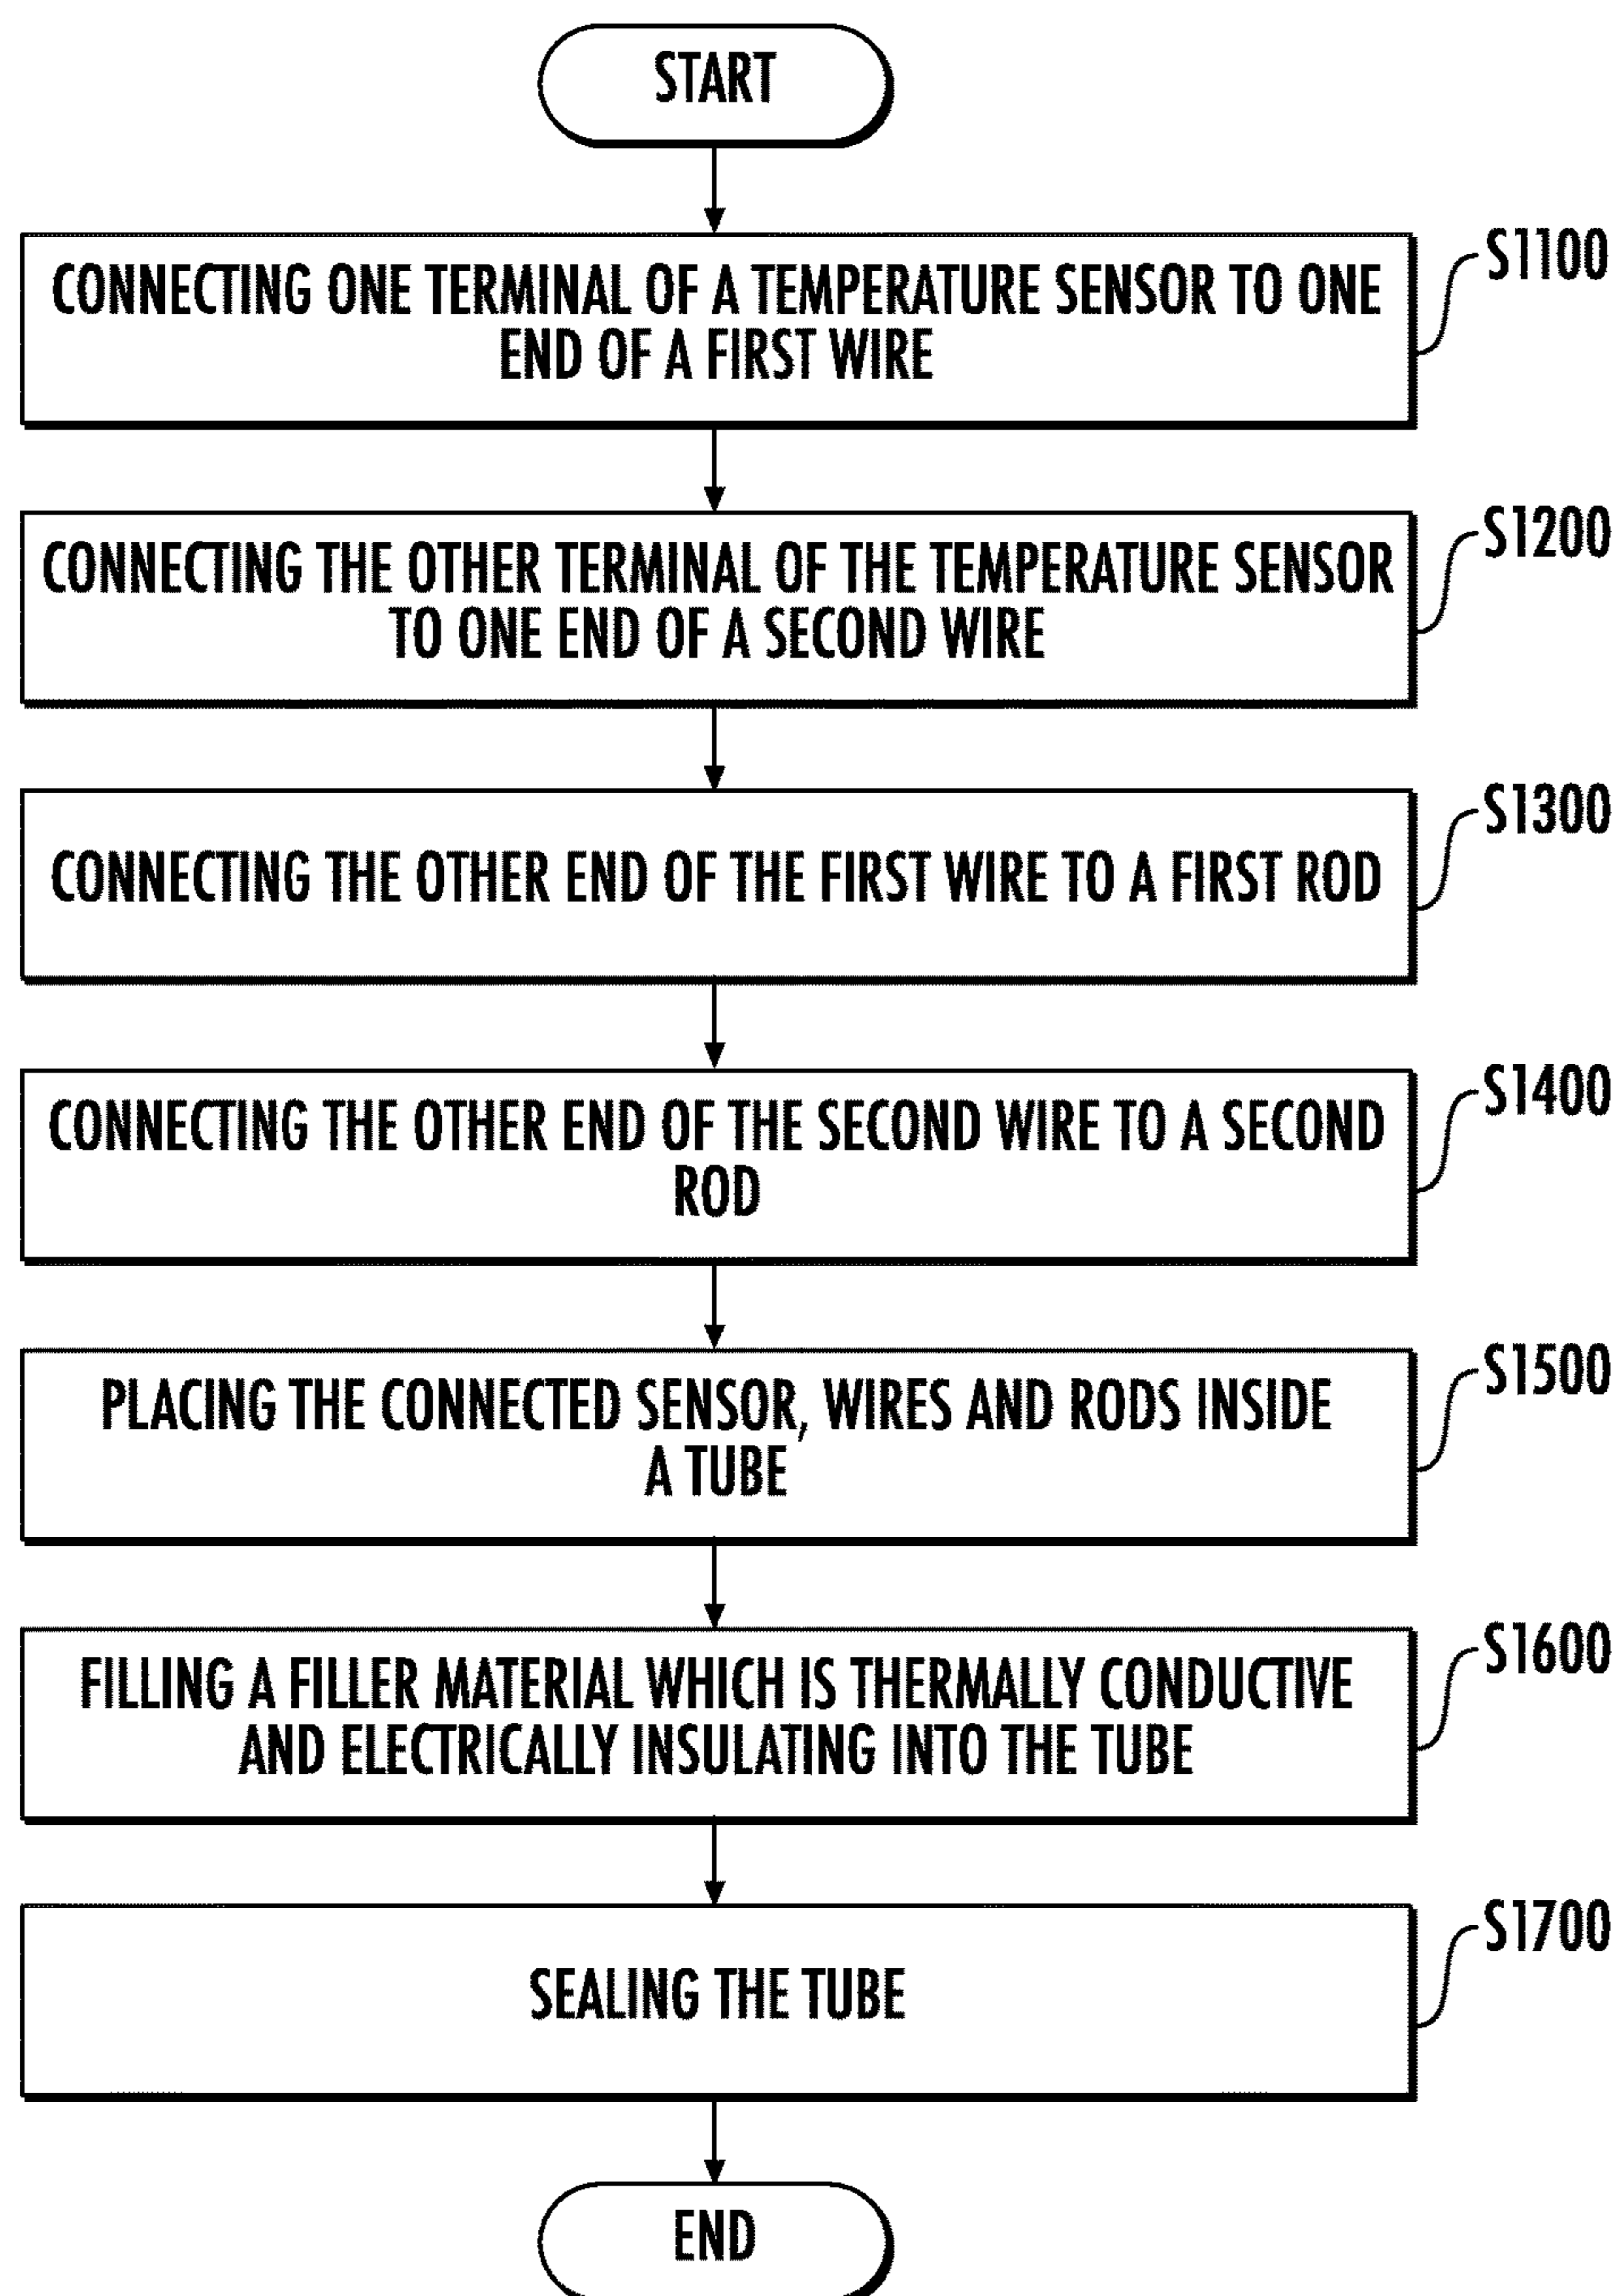 START
S1100
CONNECTING ONE TERMINAL OF A TEMPERATURE SENSOR TO ONE
END OF A FIRST WIRE
S1200
CONNECTING THE OTHER TERMINAL OF THE TEMPERATURE SENSOR
TO ONE END OF A SECOND WIRE
S1300
CONNECTING THE OTHER END OF THE FIRST WIRE TO A FIRST ROD
S1400
CONNECTING THE OTHER END OF THE SECOND WIRE TO A SECOND
ROD
S1500
PLACING THE CONNECTED SENSOR, WIRES AND RODS INSIDE
A TUBE
S1600
FILLING A FILLER MATERIAL WHICH IS THERMALLY CONDUCTIVE
AND ELECTRICALLY INSULATING INTO THE TUBE
S1700
SEALING THE TUBE
END